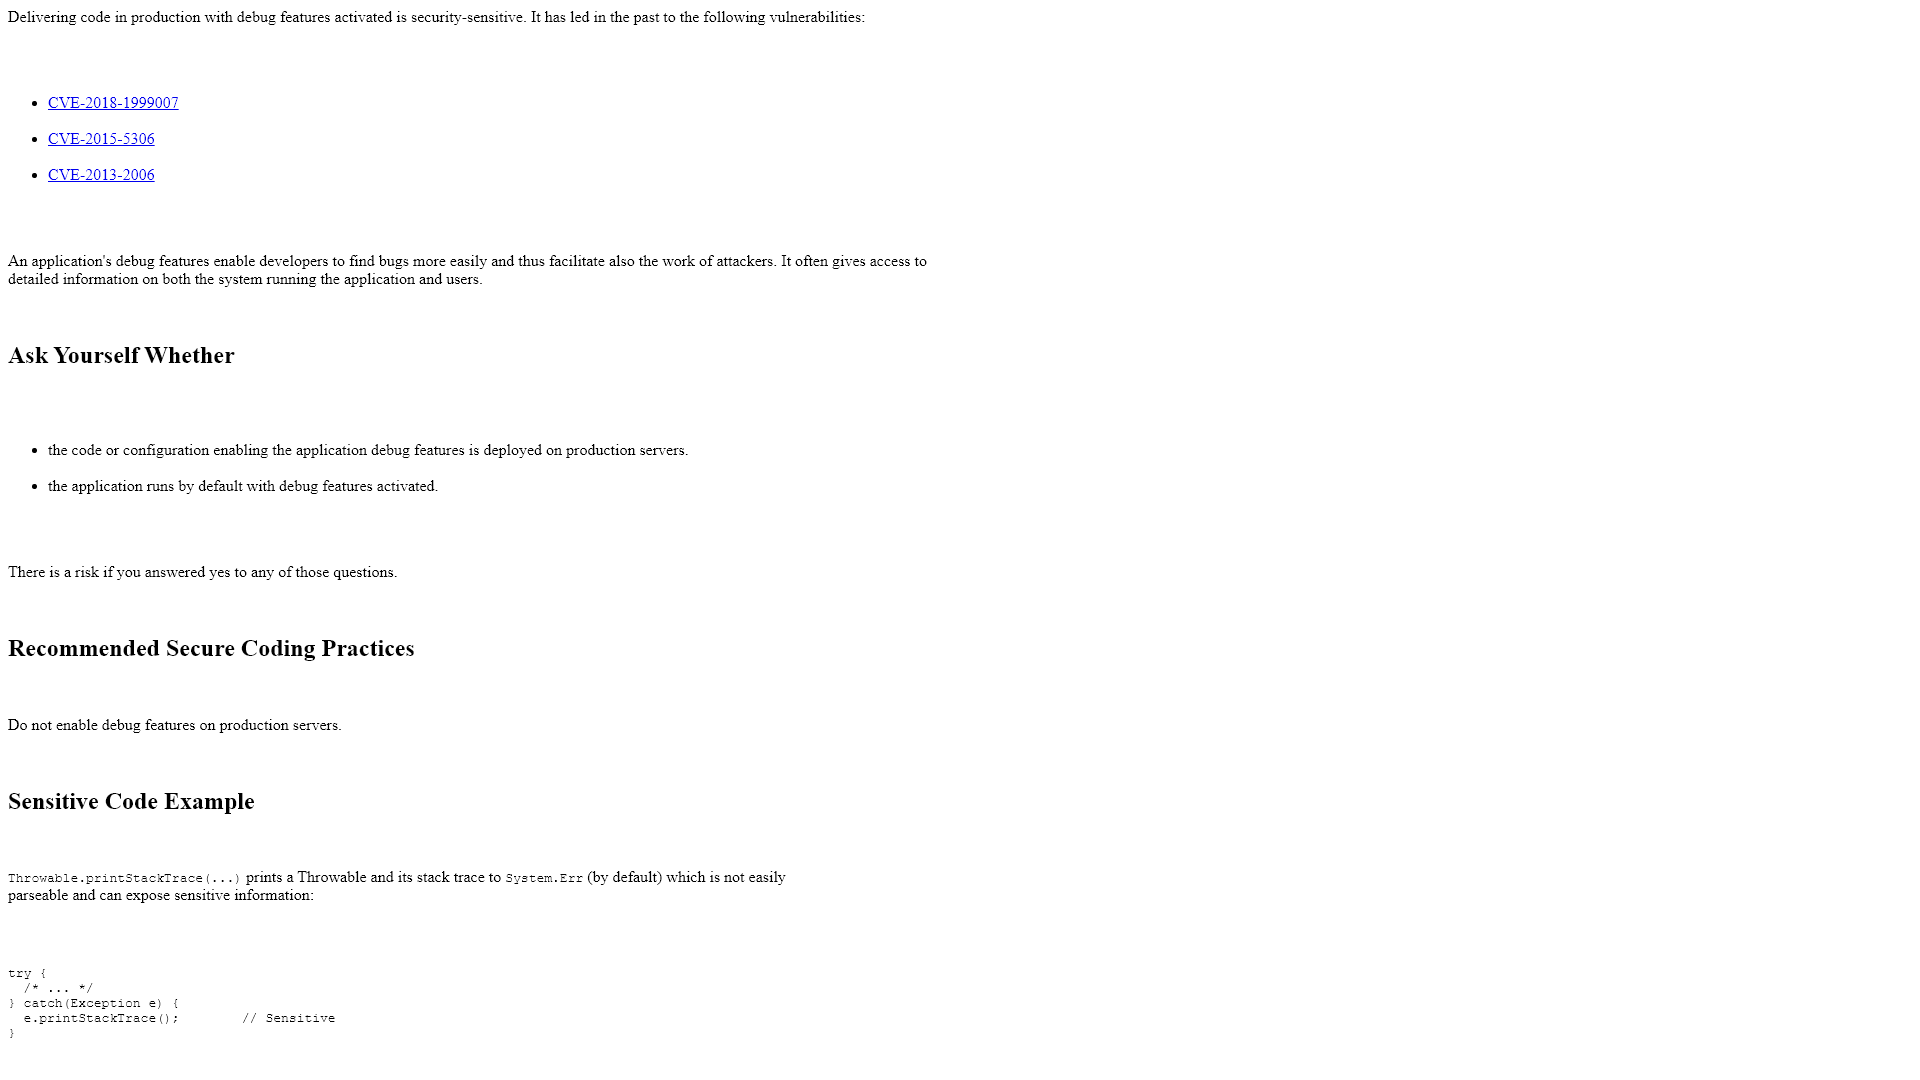 Delivering code in production with debug features activated is security-sensitive. It has led in the past to the following vulnerabilities:
• CVE-2018-1999007
• CVE-2015-5306
• CVE-2013-2006
An application's debug features enable developers to find bugs more easily and thus facilitate also the work of attackers. It often gives access to
detailed information on both the system running the application and users.
Ask Yourself Whether
• the code or configuration enabling the application debug features is deployed on production servers.
• the application runs by default with debug features activated.
There is a risk if you answered yes to any of those questions.
Recommended Secure Coding Practices
Do not enable debug features on production servers.
Sensitive Code Example
Throwable.printStackTrace(...) prints a Throwable and its stack trace to System.Err (by default) which is not easily
parseable and can expose sensitive information:
try {
  /* ... */
} catch(Exception e) {
  e.printStackTrace();        // Sensitive
}